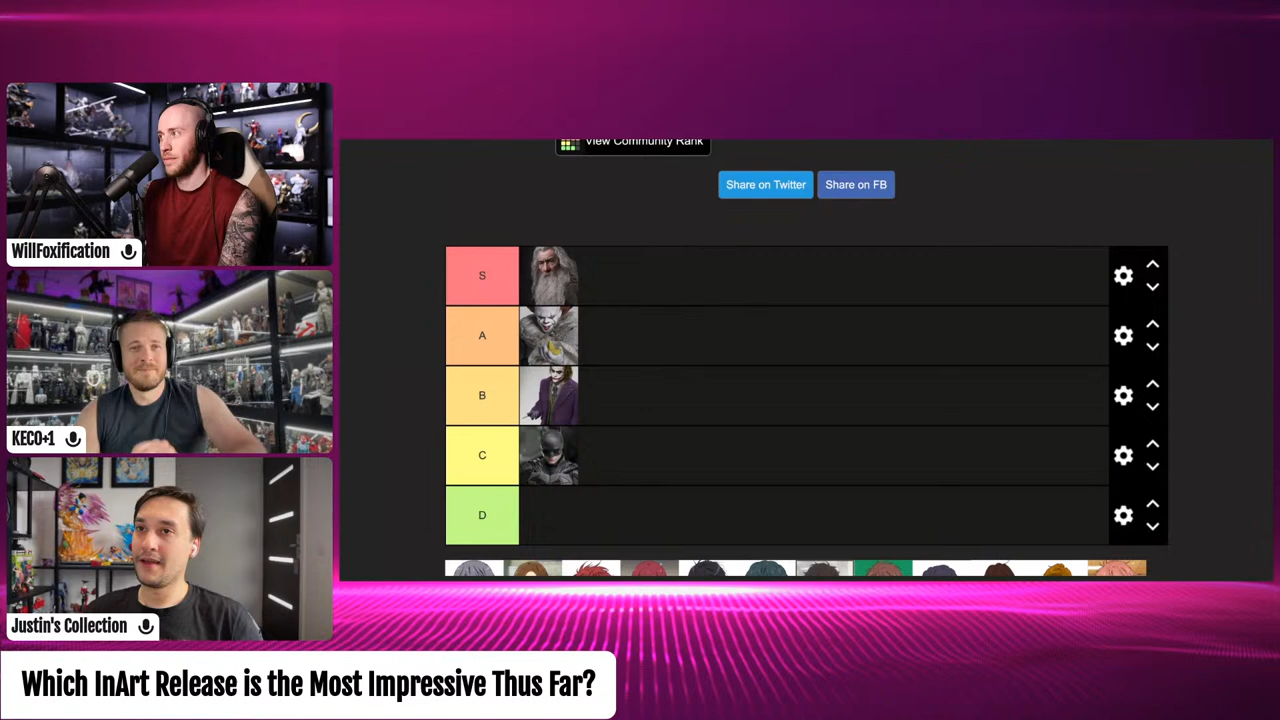 View Community Rank
Share on Twitter
Share on FB
S
A
B
C
D
WillFoxification
KECO+1
Justin's Collection
Which InArt Release is the Most Impressive Thus Far?